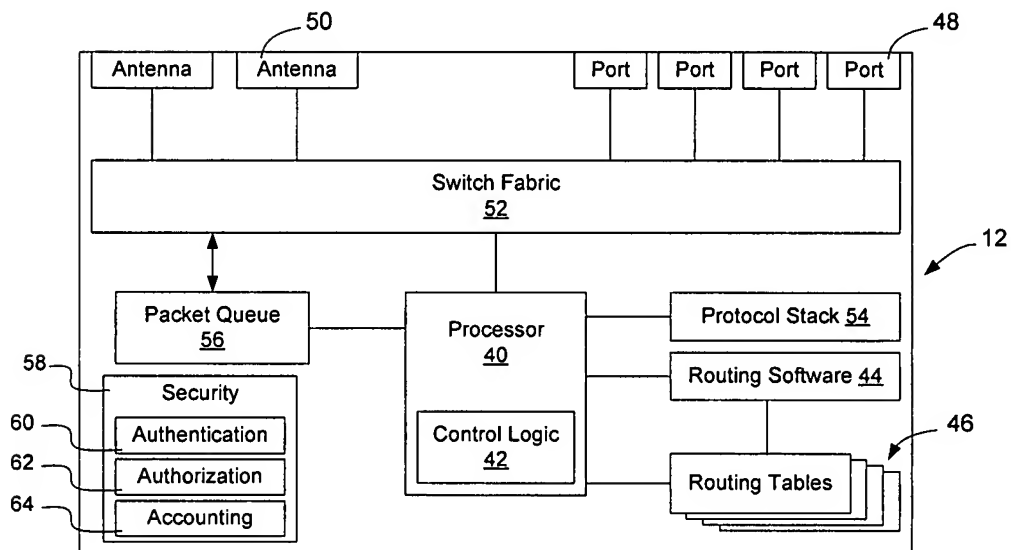 50
48
Antenna
Antenna
Port
Port
Port
Port
Switch Fabric
52
12
Packet Queue
56
Processor
40
Control Logic
42
Protocol Stack 54
Routing Software 44
46
Routing Tables
58
Security
60
Authentication
62
Authorization
64
Accounting